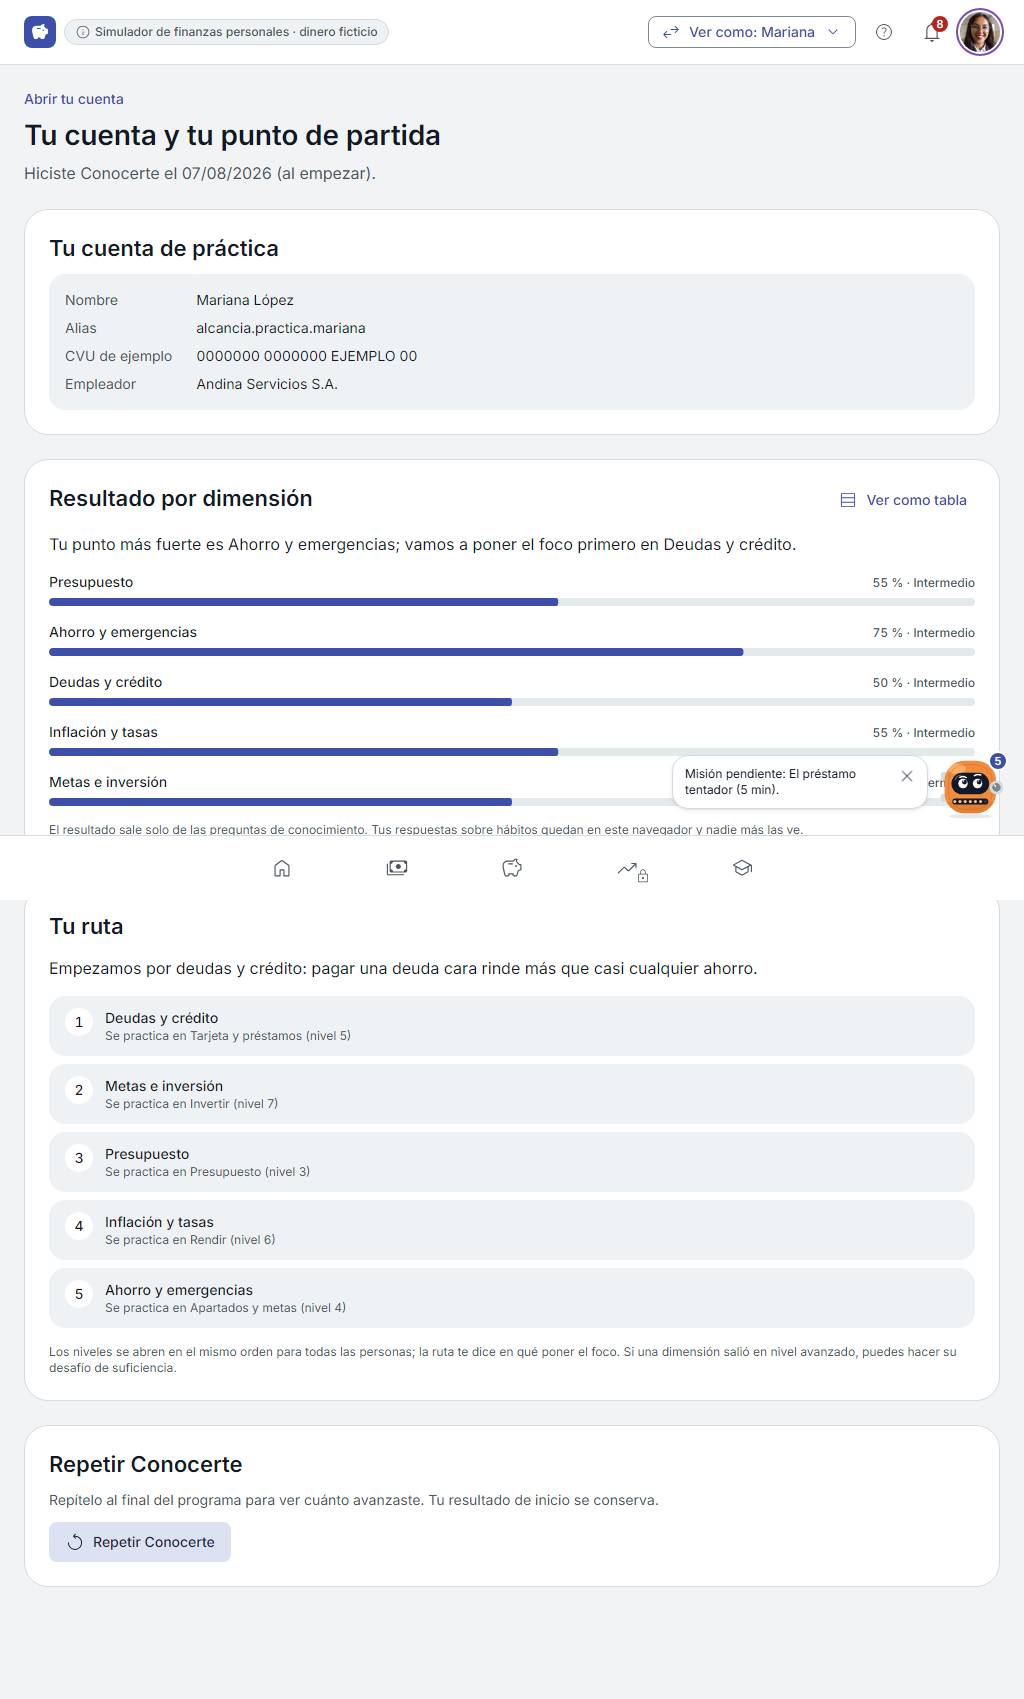 Simulador de finanzas personales · dinero ficticio
Ver como: Mariana
8
Abrir tu cuenta
Tu cuenta y tu punto de partida
Hiciste Conocerte el 07/08/2026 (al empezar).
Tu cuenta de práctica
Nombre Mariana López
Alias alcancia.practica.mariana
CVU de ejemplo 0000000 0000000 EJEMPLO 00
Empleador Andina Servicios S.A.
Resultado por dimensión
Ver como tabla
Tu punto más fuerte es Ahorro y emergencias; vamos a poner el foco primero en Deudas y crédito.
Presupuesto 55 % · Intermedio
Ahorro y emergencias 75 % · Intermedio
Deudas y crédito 50 % · Intermedio
Inflación y tasas 55 % · Intermedio
Metas e inversión
Misión pendiente: El préstamo
tentador (5 min).
5
El resultado sale solo de las preguntas de conocimiento. Tus respuestas sobre hábitos quedan en este navegador y nadie más las ve.
Tu ruta
Empezamos por deudas y crédito: pagar una deuda cara rinde más que casi cualquier ahorro.
1 Deudas y crédito
Se practica en Tarjeta y préstamos (nivel 5)
2 Metas e inversión
Se practica en Invertir (nivel 7)
3 Presupuesto
Se practica en Presupuesto (nivel 3)
4 Inflación y tasas
Se practica en Rendir (nivel 6)
5 Ahorro y emergencias
Se practica en Apartados y metas (nivel 4)
Los niveles se abren en el mismo orden para todas las personas; la ruta te dice en qué poner el foco. Si una dimensión salió en nivel avanzado, puedes hacer su
desafío de suficiencia.
Repetir Conocerte
Repítelo al final del programa para ver cuánto avanzaste. Tu resultado de inicio se conserva.
Repetir Conocerte